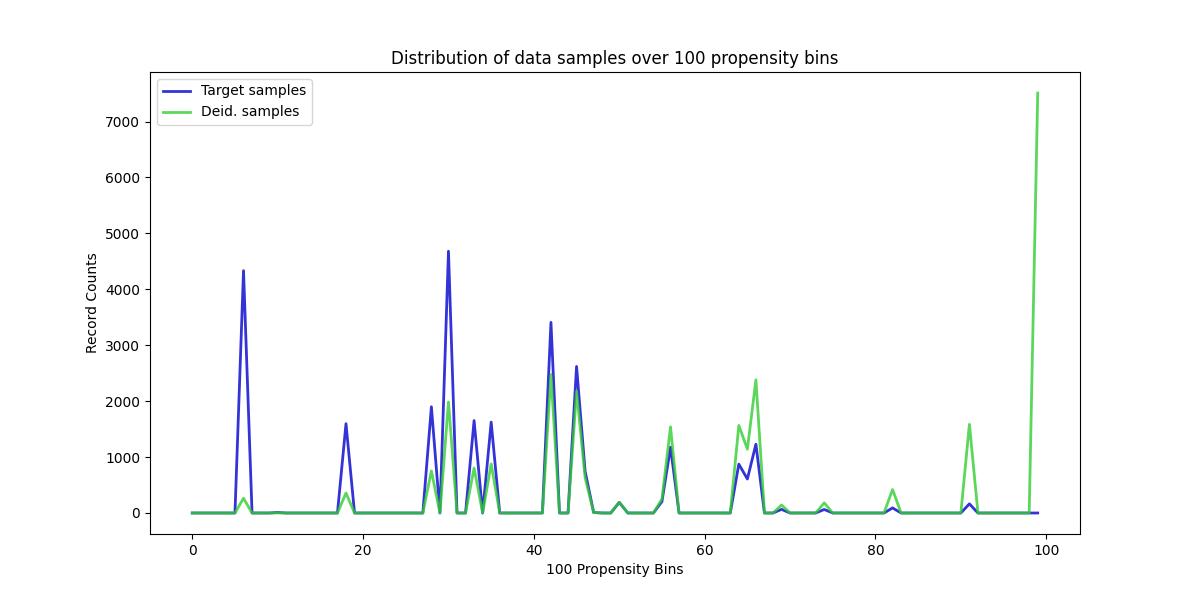 Distribution of data samples over 100 propensity bins
Target samples
Deid. samples
7000
6000
5000
4000
3000
2000
1000
0
Record Counts
0 20 40 60 80 100
100 Propensity Bins